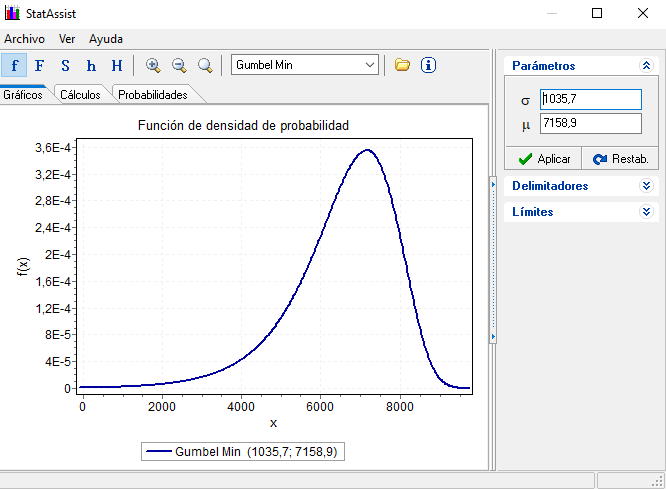 StatAssist
Archivo Ver Ayuda
f F S h H Gumbel Min
Gráficos Cálculos Probabilidades
Función de densidad de probabilidad
3,6E-4
3,2E-4
2,8E-4
2,4E-4
2E-4
1,6E-4
1,2E-4
8E-5
4E-5
0
f(x)
0 2000 4000 6000 8000
x
Gumbel Min (1035,7; 7158,9)
Parámetros
σ 1035,7
μ 7158,9
Aplicar Restab.
Delimitadores
Límites